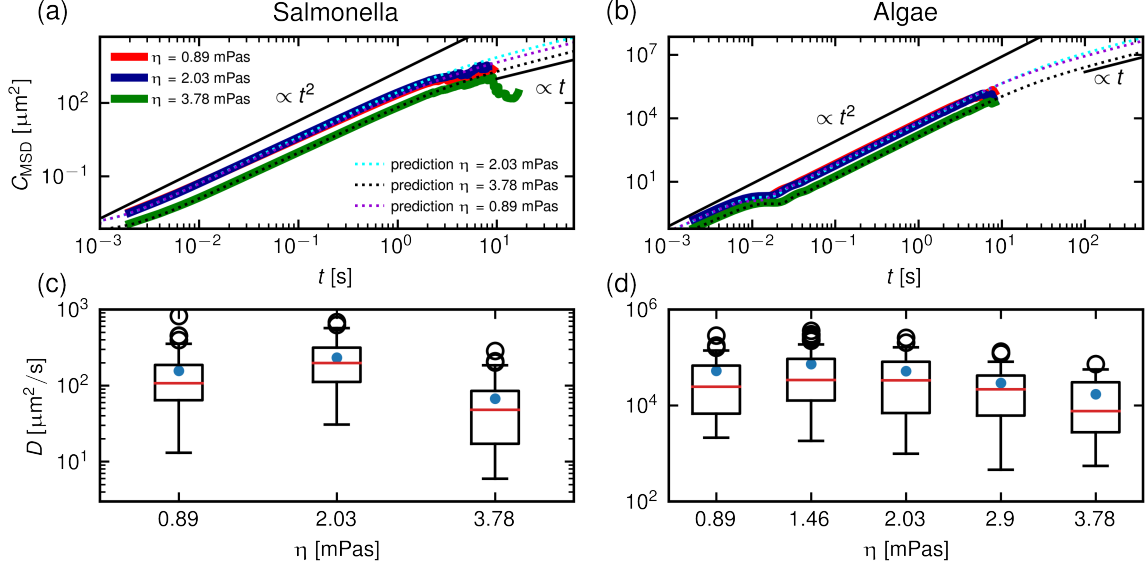 (a) Salmonella
(b) Algae
C_MSD [μm²]
10²
10⁻¹
η = 0.89 mPas
η = 2.03 mPas
η = 3.78 mPas
∝ t²
∝ t
prediction η = 2.03 mPas
prediction η = 3.78 mPas
prediction η = 0.89 mPas
10⁻³ 10⁻² 10⁻¹ 10⁰ 10¹
t [s]
10⁷
10⁴
10¹
∝ t²
∝ t
10⁻³ 10⁻² 10⁻¹ 10⁰ 10¹ 10²
t [s]
(c)
D [μm²/s]
10³
10²
10¹
0.89 2.03 3.78
η [mPas]
(d)
10⁶
10⁴
10²
0.89 1.46 2.03 2.9 3.78
η [mPas]